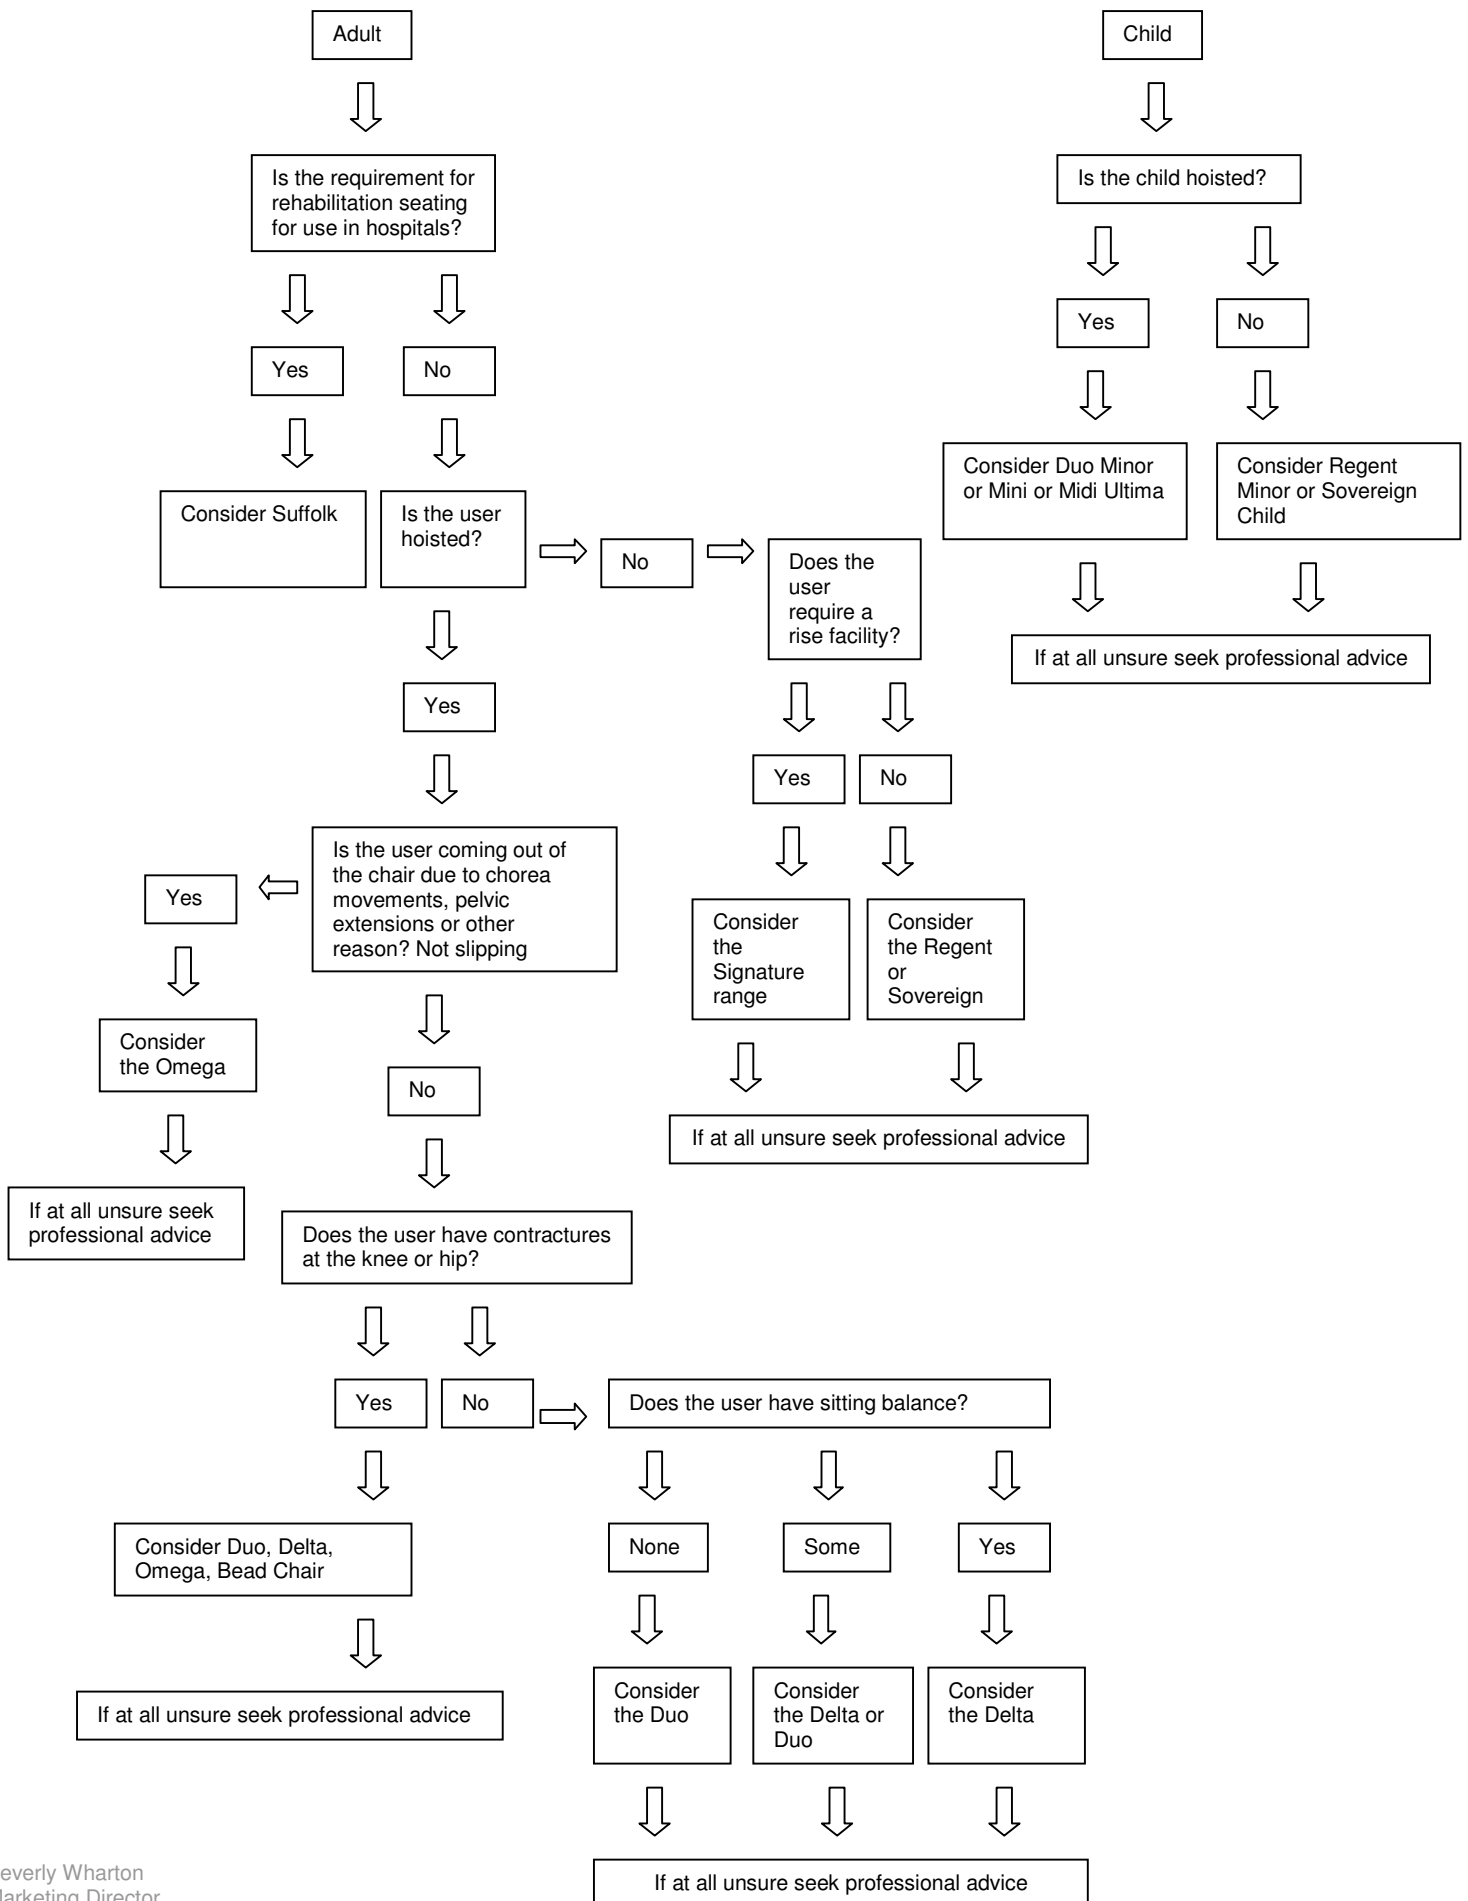 Adult
Child
Is the requirement for
rehabilitation seating
for use in hospitals?
Is the child hoisted?
Yes
No
Yes
No
Consider Duo Minor
or Mini or Midi Ultima
Consider Regent
Minor or Sovereign
Child
Consider Suffolk
Is the user
hoisted?
No
Does the
user
require a
rise facility?
If at all unsure seek professional advice
Yes
Yes
No
Is the user coming out of
the chair due to chorea
movements, pelvic
extensions or other
reason? Not slipping
Yes
Consider
the
Signature
range
Consider
the Regent
or
Sovereign
Consider
the Omega
No
If at all unsure seek professional advice
If at all unsure seek
professional advice
Does the user have contractures
at the knee or hip?
Yes
No
Does the user have sitting balance?
Consider Duo, Delta,
Omega, Bead Chair
None
Some
Yes
Consider
the Duo
Consider
the Delta or
Duo
Consider
the Delta
If at all unsure seek professional advice
If at all unsure seek professional advice
everly Wharton
arketing Director